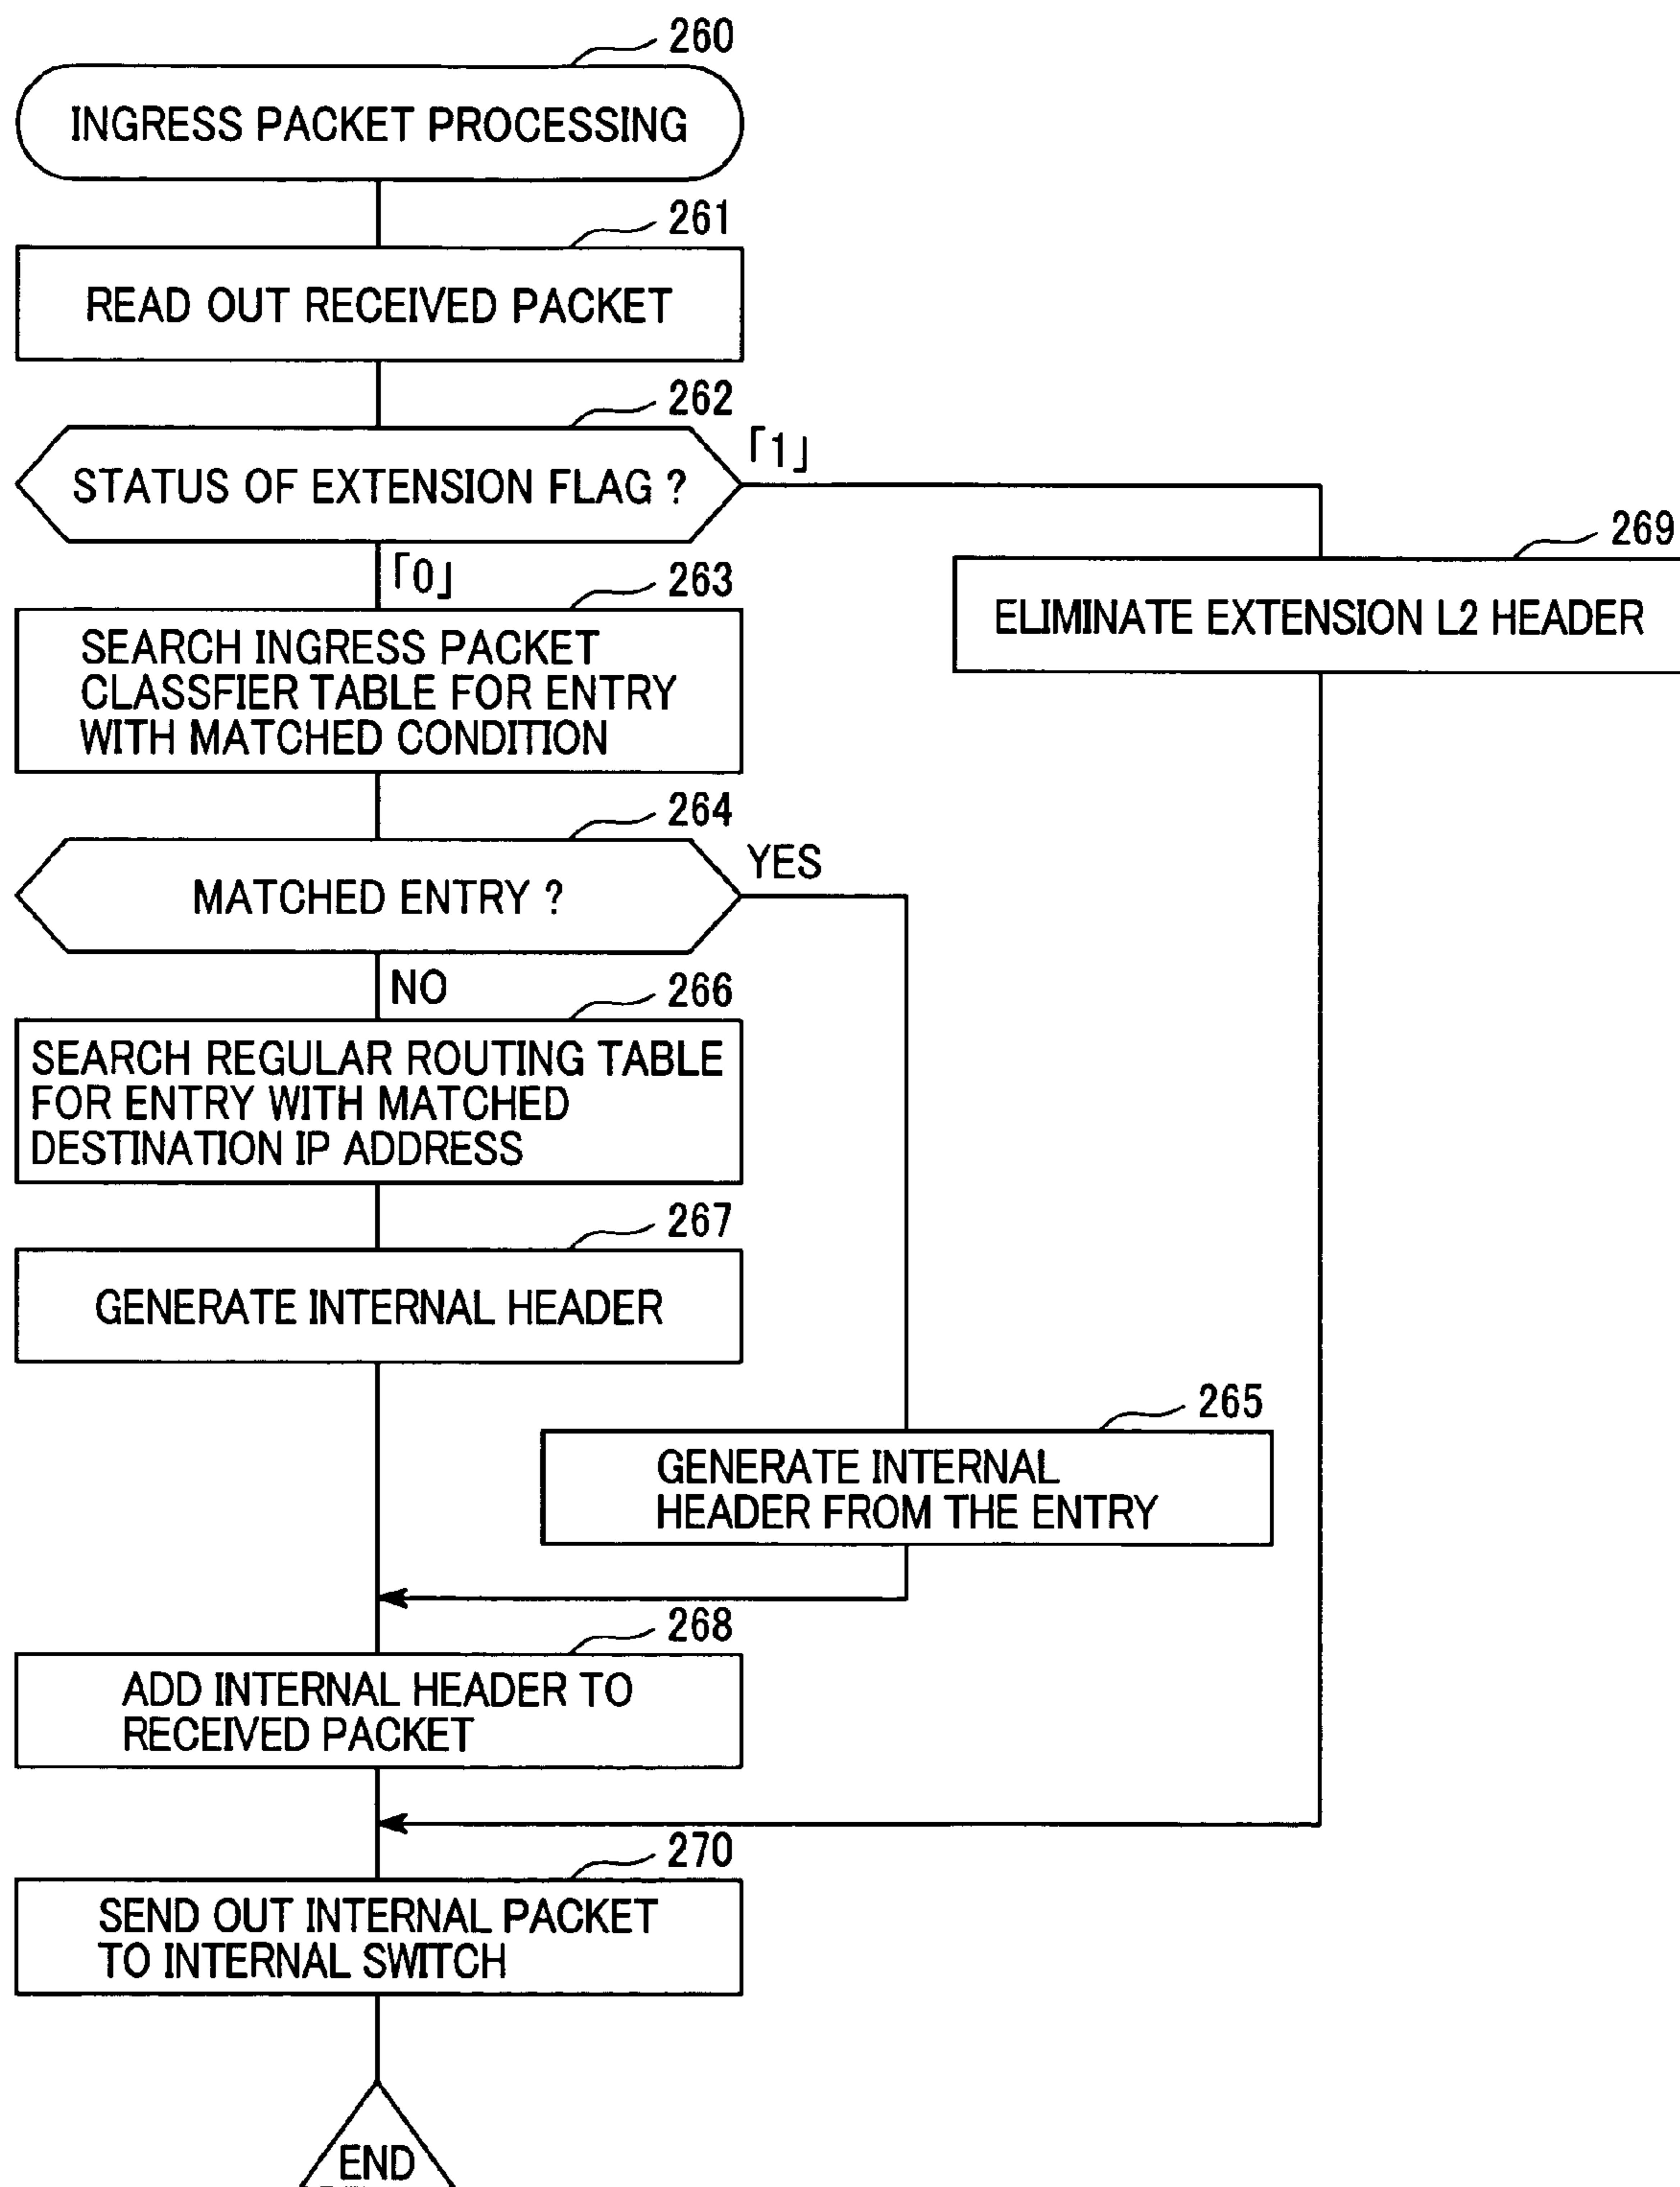 260
INGRESS PACKET PROCESSING
261
READ OUT RECEIVED PACKET
262
STATUS OF EXTENSION FLAG ?
「1」
「0」
269
ELIMINATE EXTENSION L2 HEADER
263
SEARCH INGRESS PACKET
CLASSFIER TABLE FOR ENTRY
WITH MATCHED CONDITION
264
MATCHED ENTRY ?
YES
NO
266
SEARCH REGULAR ROUTING TABLE
FOR ENTRY WITH MATCHED
DESTINATION IP ADDRESS
267
GENERATE INTERNAL HEADER
265
GENERATE INTERNAL
HEADER FROM THE ENTRY
268
ADD INTERNAL HEADER TO
RECEIVED PACKET
270
SEND OUT INTERNAL PACKET
TO INTERNAL SWITCH
END